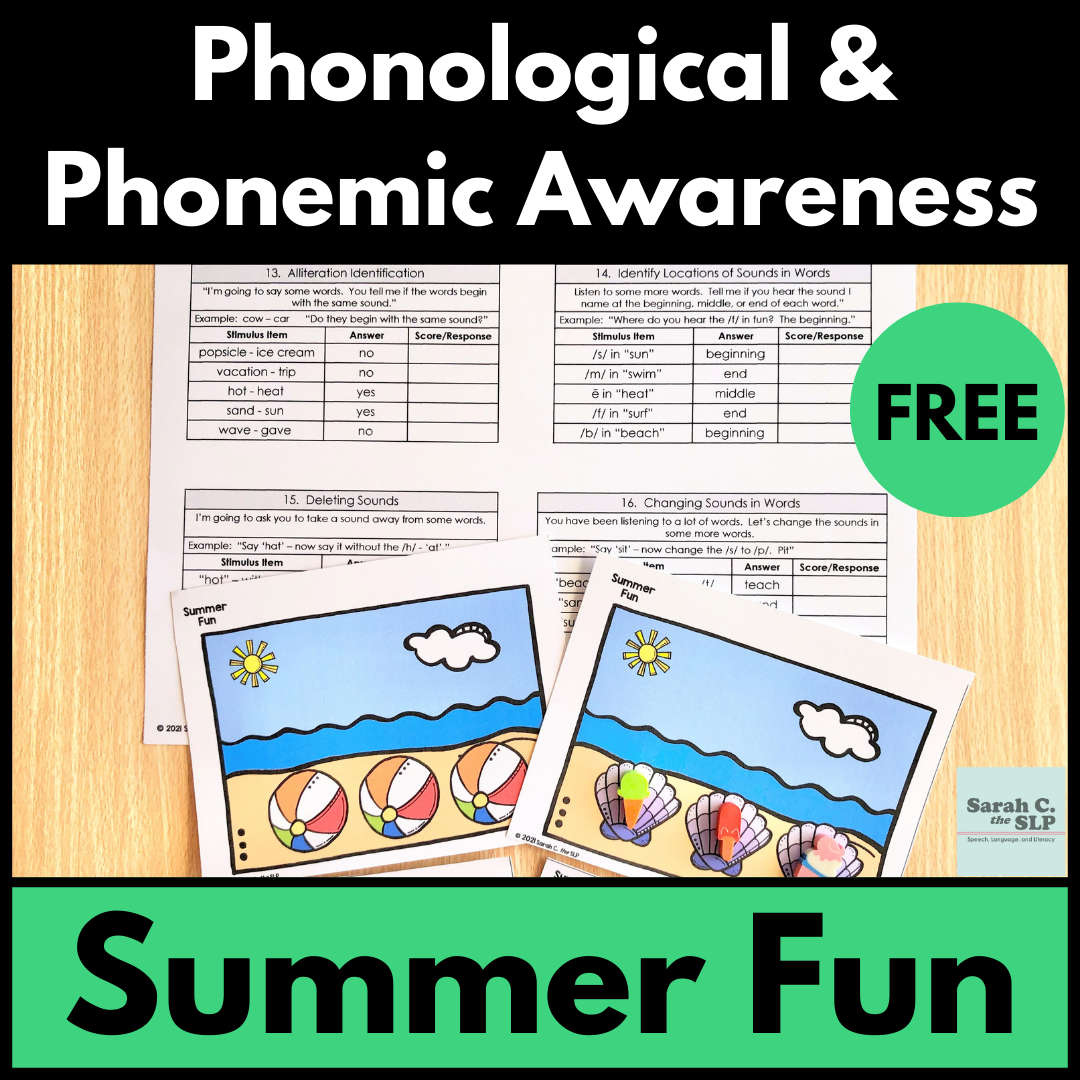 Phonological &
Phonemic Awareness
13. Alliteration Identification
“I’m going to say some words. You tell me if the words begin
with the same sound.”
Example: cow – car “Do they begin with the same sound?”
Stimulus Item Answer Score/Response
popsicle - ice cream no
vacation - trip no
hot - heat yes
sand - sun yes
wave - gave no
14. Identify Locations of Sounds in Words
Listen to some more words. Tell me if you hear the sound I
name at the beginning, middle, or end of each word.”
Example: “Where do you hear the /f/ in fun? The beginning.”
Stimulus Item Answer Score/Response
/s/ in “sun” beginning
/m/ in “swim” end
ē in “heat” middle
/f/ in “surf” end
/b/ in “beach” beginning
FREE
15. Deleting Sounds
I’m going to ask you to take a sound away from some words.
Example: “Say ‘hat’ – now say it without the /h/ - ‘at’.”
Stimulus Item
“hot” –
16. Changing Sounds in Words
You have been listening to a lot of words. Let’s change the sounds in
some more words.
“Say ‘sit’ – now change the /s/ to /p/. Pit”
Answer Score/Response
/t/ teach
Summer
Fun
Summer
Fun
© 2021
© 2021 Sarah C. the SLP
Sarah C.
the SLP
Speech, Language, and Literacy
Summer Fun